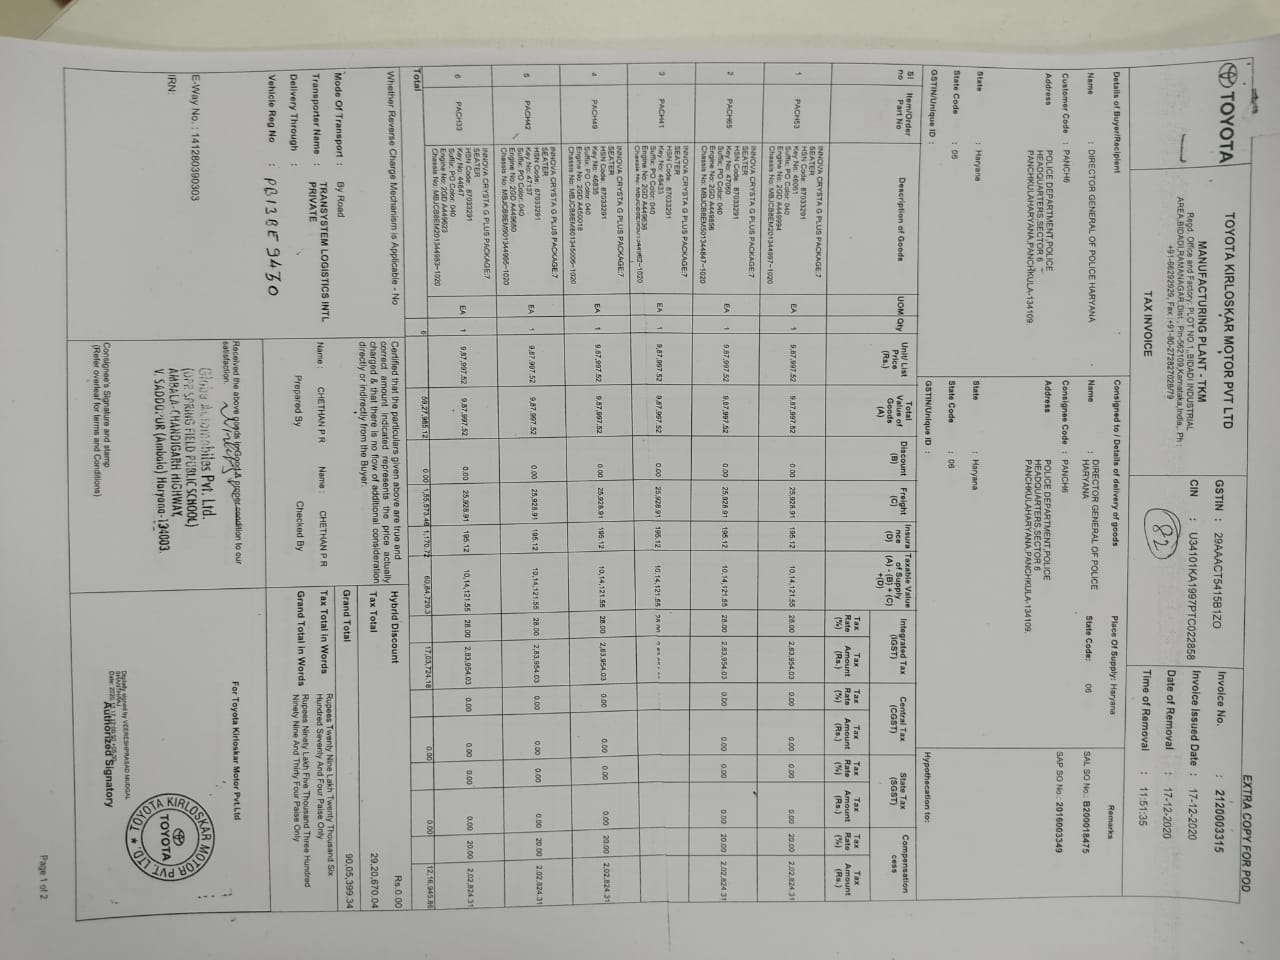 EXTRA COPY FOR POD
TOYOTA
TOYOTA KIRLOSKAR MOTOR PVT LTD
MANUFACTURING PLANT - TKM
Regd. Office and Factory: PLOT NO.1,,BIDADI INDUSTRIAL
AREA,BIDADI,RAMANAGAR,Dist., Pin-562109,Karnataka,India,. Ph :
+91-66292929, Fax :+91-80-272827028/79
TAX INVOICE
GSTIN : 29AAACT5415B1ZO
CIN : U34101KA1997PTC022858
82
Invoice No. : 2120003315
Invoice Issued Date : 17-12-2020
Date of Removal : 17-12-2020
Time of Removal : 11:51:35
Details of Buyer/Recipient
Name : DIRECTOR GENERAL OF POLICE HARYANA
Customer Code : PANCH6
Address POLICE DEPARTMENT,POLICE
HEADQUARTERS,SECTOR 6
PANCHKULAHARYANA,PANCHKULA-134109.
State : Haryana
State Code : 06
GSTIN/Unique ID :
Consigned to / Details of delivery of goods
Place Of Supply: Haryana
Name : DIRECTOR GENERAL OF POLICE
HARYANA
State Code: 06
Consignee Code : PANCH6
Address POLICE DEPARTMENT,POLICE
HEADQUARTERS,SECTOR 6
PANCHKULAHARYANA,PANCHKULA-134109.
State : Haryana
State Code : 06
GSTIN/Unique ID :
Remarks
SAL SO No.: B200018475
SAP SO No.: 2016003349
Hypothecation to:
Sl no Item/Order Part No Description of Goods UOM Qty Unit/ List Price (Rs.) Total Value of Goods (A) Discount (B) Freight (C) Insura nce (D) Taxable Value of Supply (A) - (B) + (C) +(D) Integrated Tax (IGST) Central Tax (CGST) State Tax (SGST) Compensation cess
Tax Rate (%) Tax Amount (Rs.) Tax Rate (%) Tax Amount (Rs.) Tax Rate (%) Tax Amount (Rs.) Tax Rate (%) Tax Amount (Rs.)
INNOVA CRYSTA G PLUS PACKAGE:7
SEATER
HSN Code: 87033291
Key No: 46061
Suffix: PO Color: 040
Engine No: 2GD A449994
Chassis No: MBJCB8EM201344997-1020
1 PACH53 EA 1 9,87,997.52 9,87,997.52 0.00 25,928.91 195.12 10,14,121.55 28.00 2,83,954.03 0.00 0.00 0.00 0.00 20.00 2,02,824.31
INNOVA CRYSTA G PLUS PACKAGE:7
SEATER
HSN Code: 87033291
Key No: 47060
Suffix: PO Color: 040
Engine No: 2GD A449856
Chassis No: MBJCB8EM501344847-1020
2 PACH65 EA 1 9,87,997.52 9,87,997.52 0.00 25,928.91 195.12 10,14,121.55 28.00 2,83,954.03 0.00 0.00 0.00 0.00 20.00 2,02,824.31
INNOVA CRYSTA G PLUS PACKAGE:7
SEATER
HSN Code: 87033291
Key No: 48433
Suffix: PO Color: 040
Engine No: 2GD A449636
3 PACH41 EA 1 9,87,997.52 9,87,997.52 0.00 25,928.91 195.12 10,14,121.55 28.00
INNOVA CRYSTA G PLUS PACKAGE:7
SEATER
HSN Code: 87033291
Key No: 46835
Suffix: PO Color: 040
Engine No: 2GD A450016
Chassis No: MBJCB8EM801345006-1020
4 PACH49 EA 1 9,87,997.52 9,87,997.52 0.00 25,928.91 195.12 10,14,121.55 28.00 2,83,954.03 0.00 0.00 0.00 0.00 20.00 2,02,824.31
INNOVA CRYSTA G PLUS PACKAGE:7
SEATER
HSN Code: 87033291
Key No: 47137
Suffix: PO Color: 040
Engine No: 2GD A449680
Chassis No: MBJCB8EM901344995-1020
5 PACH42 EA 1 9,87,997.52 9,87,997.52 0.00 25,928.91 195.12 10,14,121.55 28.00 2,83,954.03 0.00 0.00 0.00 0.00 20.00 2,02,824.31
INNOVA CRYSTA G PLUS PACKAGE:7
SEATER
HSN Code: 87033291
Key No: 44847
Suffix: PO Color: 040
Engine No: 2GD A449623
Chassis No: MBJCB8EM201344983-1020
6 PACH33 EA 1 9,87,997.52 9,87,997.52 0.00 25,928.91 195.12 10,14,121.55 28.00 2,83,954.03 0.00 0.00 0.00 0.00 20.00 2,02,824.31
Total 6 59,27,985.12 0.00 1,55,573.46 1,170.72 60,84,729.3 17,03,724.18 0.00 0.00 12,16,945.86
Whether Reverse Charge Mechanism is Applicable - No
Mode Of Transport : By Road
Transporter Name : TRANSYSTEM LOGISTICS INTL
PRIVATE
Delivery Through :
Vehicle Reg No : PB13BE9430
E-Way No. : 141280390303
IRN:
Certified that the particulars given above are true and
correct amount indicated represents the price actually
charged & that there is no flow of additional consideration
directly or indirectly from the Buyer.
Name : CHETHAN P R Name : CHETHAN P R
Prepared By Checked By
Hybrid Discount Rs.0.00
Tax Total 29,20,670.04
Grand Total 90,05,399.34
Tax Total in Words Rupees Twenty Nine Lakh Twenty Thousand Six
Hundred Seventy And Four Paise Only
Grand Total in Words Rupees Ninety Lakh Five Thousand Three Hundred
Ninety Nine And Thirty Four Paise Only
Received the above goods in Good & proper condition to our
satisfaction.
Globe Automobiles Pvt. Ltd.
(OPP. SPRING FIELD PUBLIC SCHOOL)
AMBALA-CHANDIGARH HIGHWAY,
V. SADDOPUR (Ambala) Haryana-134003.
Consignee's Signature and stamp
(Refer overleaf for terms and Conditions)
For Toyota Kirloskar Motor Pvt.Ltd
TOYOTA KIRLOSKAR MOTOR PVT. LTD.
TOYOTA
Digitally signed by VEERESHPRASAD MUDGAL
SHANTHRAJ
Authorized Signatory
Page 1 of 2